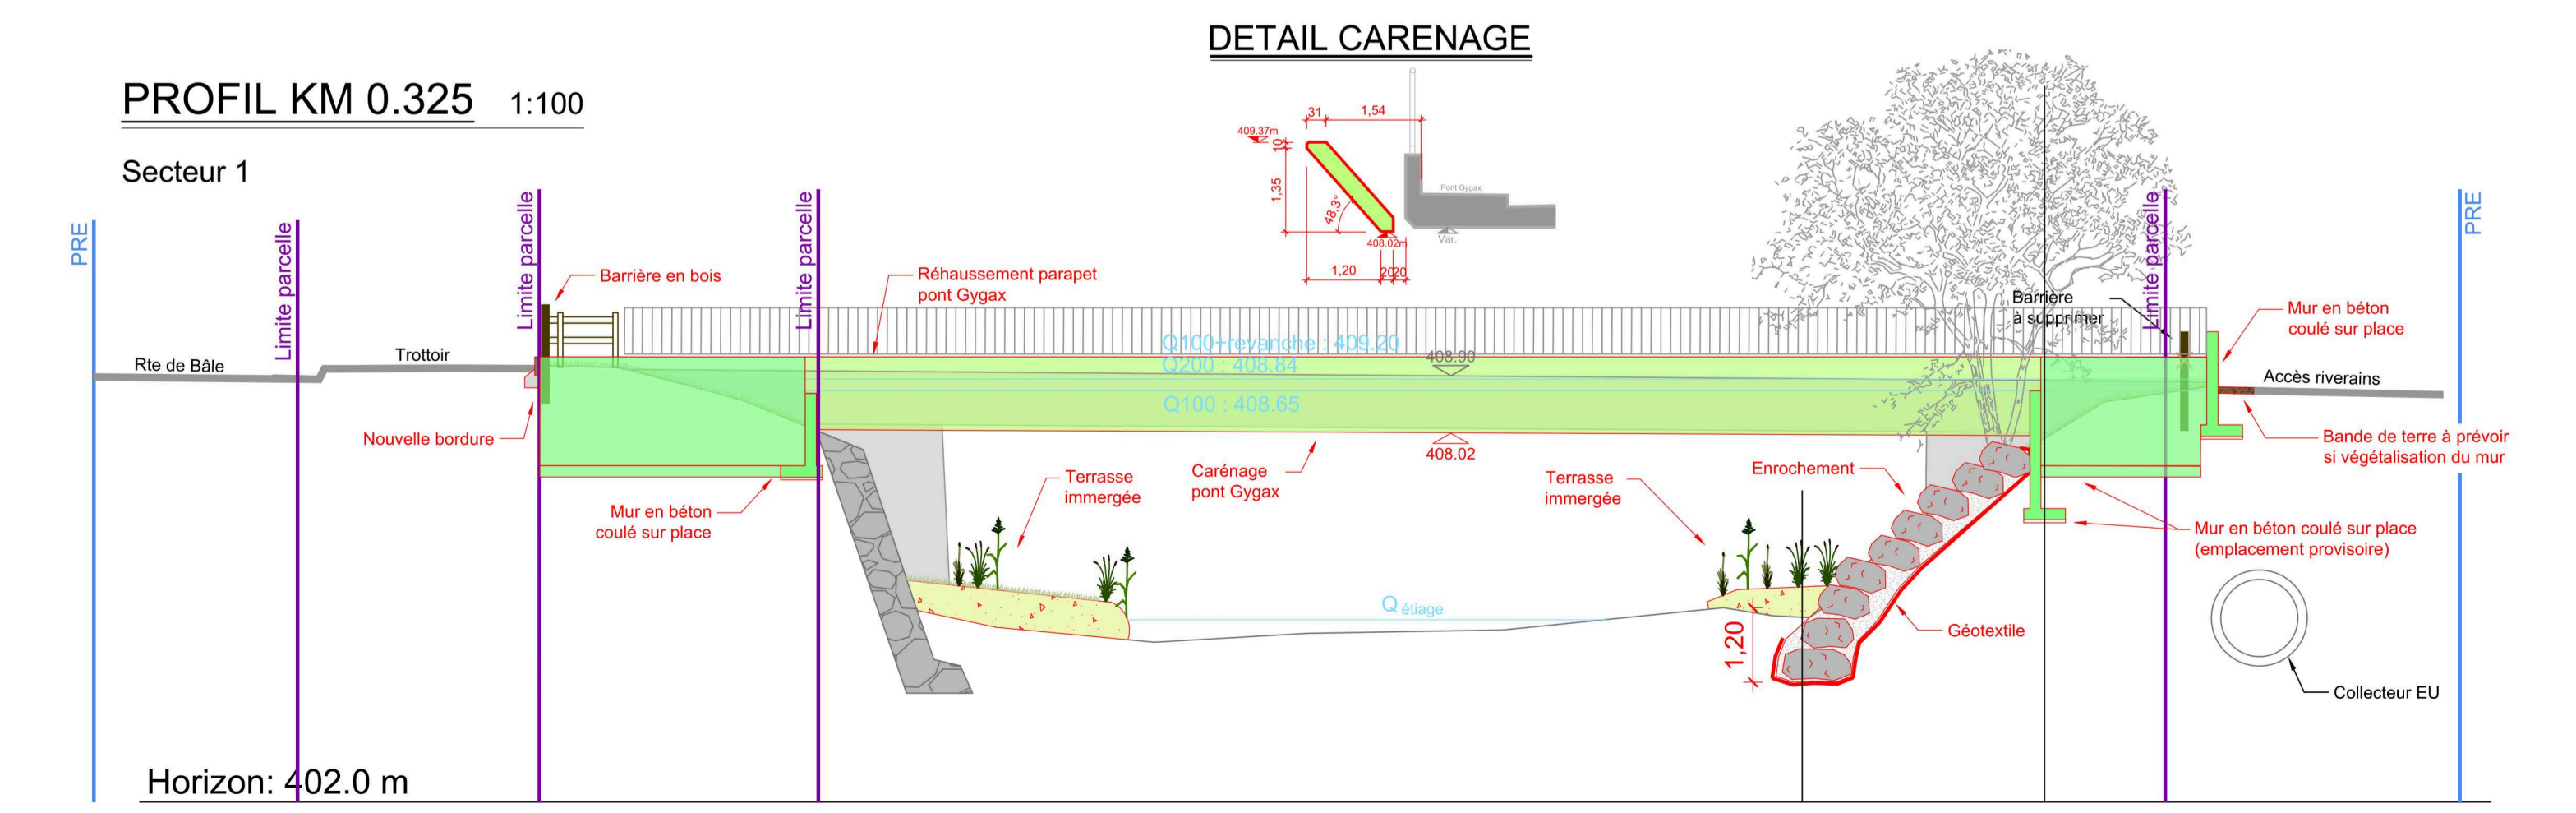 DETAIL CARENAGE
PROFIL KM 0.325 1:100
Secteur 1
31
1,54
409.37m
10
1,35
48,3°
408.02m
1,20
20
20
Pont Gygax
Var.
PRE
Limite parcelle
Limite parcelle
Limite parcelle
Limite parcelle
PRE
Barrière en bois
Réhaussement parapet
pont Gygax
Barrière
à supprimer
Mur en béton
coulé sur place
Rte de Bâle
Trottoir
Q100+revanche : 409.20
Q200 : 408.84
Q100 : 408.65
408.90
Accès riverains
Nouvelle bordure
408.02
Bande de terre à prévoir
si végétalisation du mur
Mur en béton
coulé sur place
Terrasse
immergée
Carénage
pont Gygax
Terrasse
immergée
Enrochement
Mur en béton coulé sur place
(emplacement provisoire)
Q étiage
1,20
Géotextile
Collecteur EU
Horizon: 402.0 m